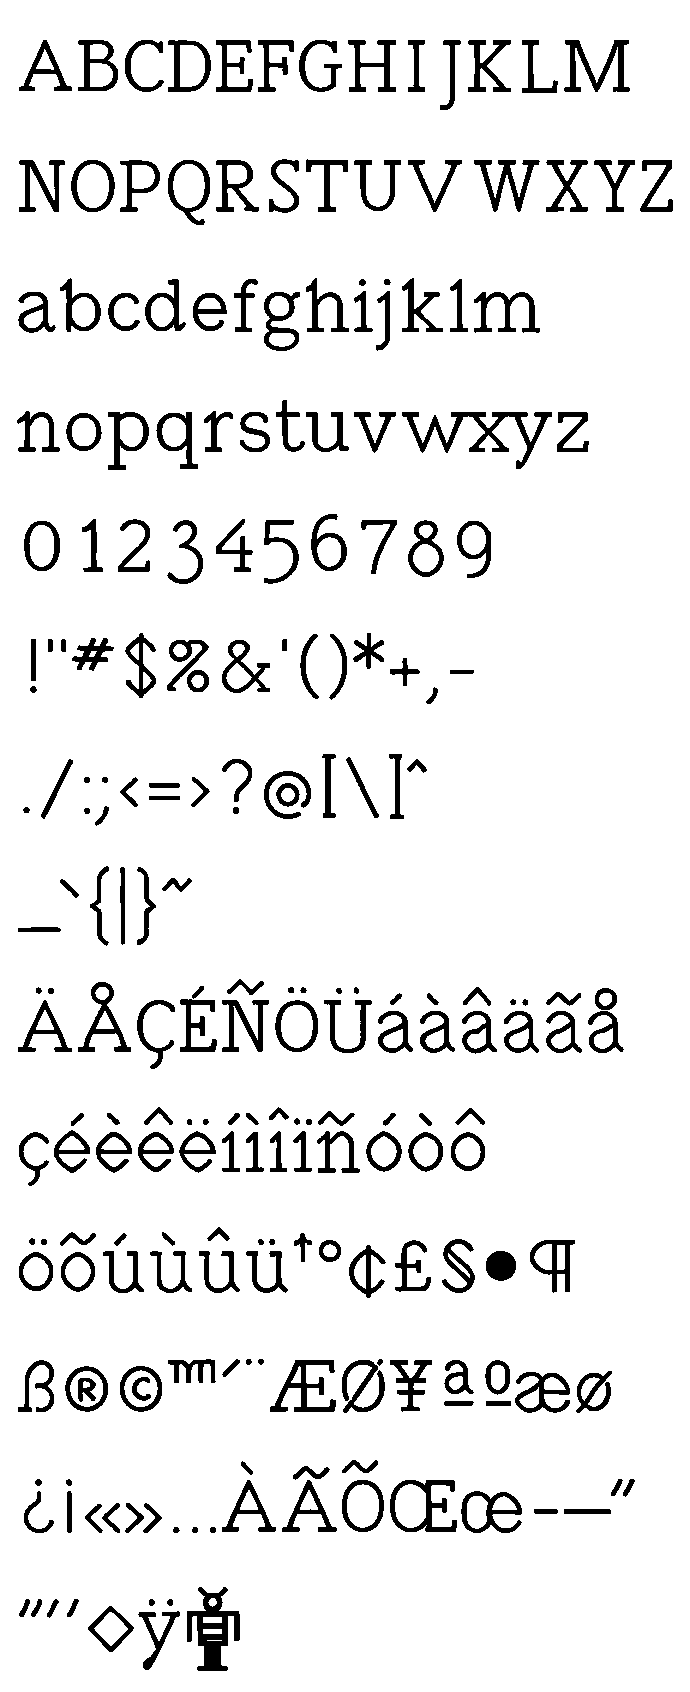 ABCDEFGHIJKLM
NOPQRSTUVWXYZ
abcdefghijklm
nopqrstuvwxyz
0123456789
!"#$%&'()*+,-
./:;<=>?@[\]^
_`{|}~
ÄÅÇÉÑÖÜáàâäãå
çéèêëíìîïñóòô
öõúùûü†°¢£§•¶
ß®©™´¨ÆØ¥ªºæø
¿¡«»…ÀÃÕŒœ-—“
”‘’◇ÿ